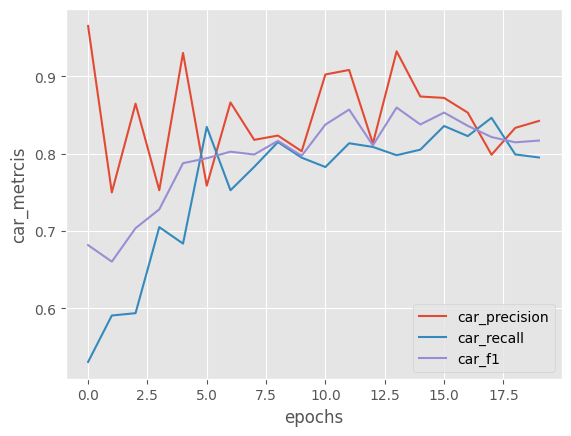 car_metrcis
0.9
0.8
0.7
0.6
0.0 2.5 5.0 7.5 10.0 12.5 15.0 17.5
epochs
car_precision
car_recall
car_f1